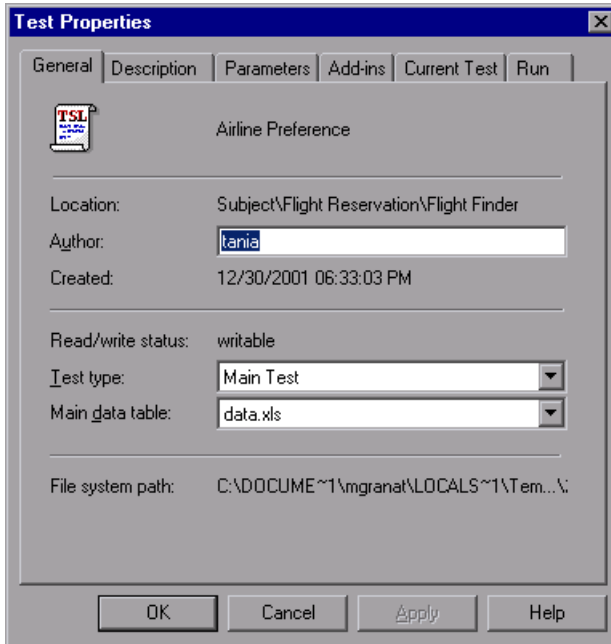 Test Properties
General Description Parameters Add-ins Current Test Run
TSL
Airline Preference
Location: Subject\Flight Reservation\Flight Finder
Author: tania
Created: 12/30/2001 06:33:03 PM
Read/write status: writable
Test type: Main Test
Main data table: data.xls
File system path: C:\DOCUME~1\mgranat\LOCALS~1\Tem...\
OK Cancel Apply Help